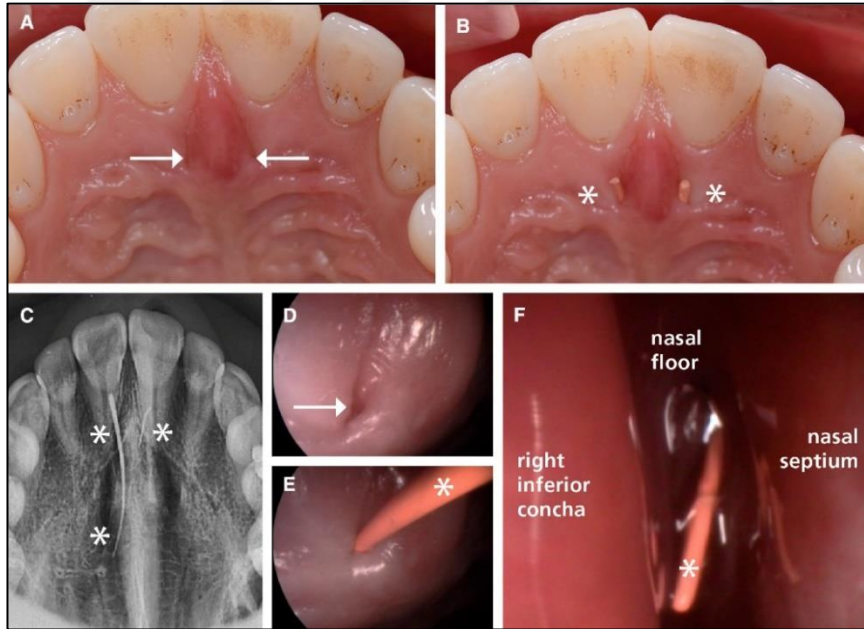 A
B
*
*
C
*
*
*
D
E
*
F
nasal
floor
right
inferior
concha
nasal
septum
*